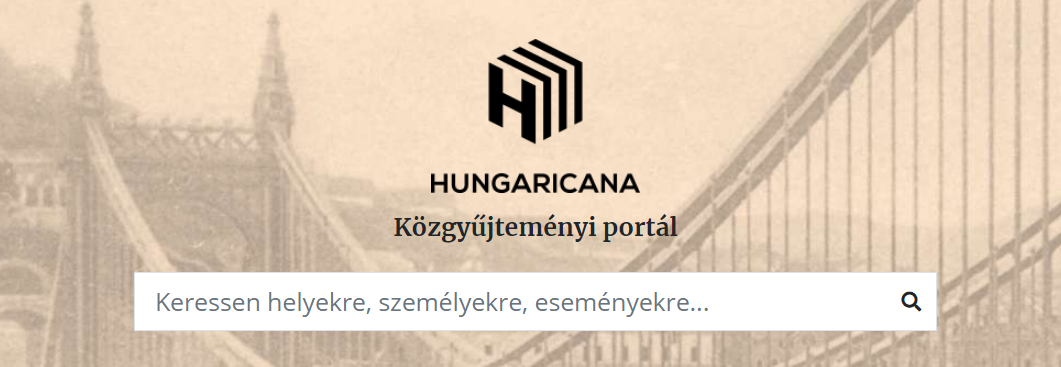 HUNGARICANA
Közgyűjteményi portál
Keressen helyekre, személyekre, eseményekre...